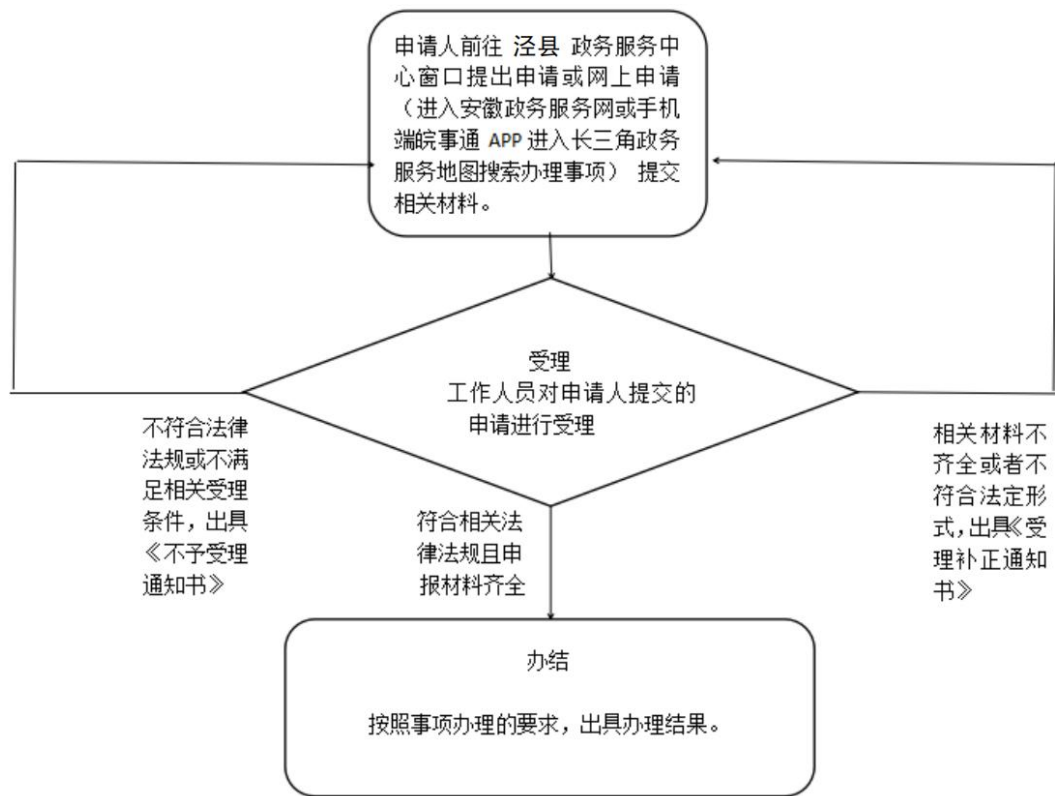 申请人前往 泾县 政务服务中
心窗口提出申请或网上申请
（进入安徽政务服务网或手机
端皖事通 APP 进入长三角政务
服务地图搜索办理事项） 提交
相关材料。
受理
工作人员对申请人提交的
申请进行受理
不符合法律
法规或不满
足相关受理
条件，出具
《不予受理
通知书》
符合相关法
律法规且申
报材料齐全
相关材料不
齐全或者不
符合法定形
式，出具《受
理补正通知
书》
办结
按照事项办理的要求，出具办理结果。